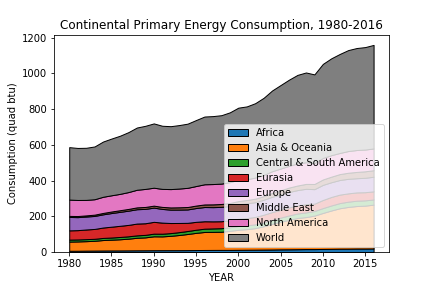 Continental Primary Energy Consumption, 1980-2016
Consumption (quad btu)
1200
1000
800
600
400
200
0
Africa
Asia & Oceania
Central & South America
Eurasia
Europe
Middle East
North America
World
1980 1985 1990 1995 2000 2005 2010 2015
YEAR